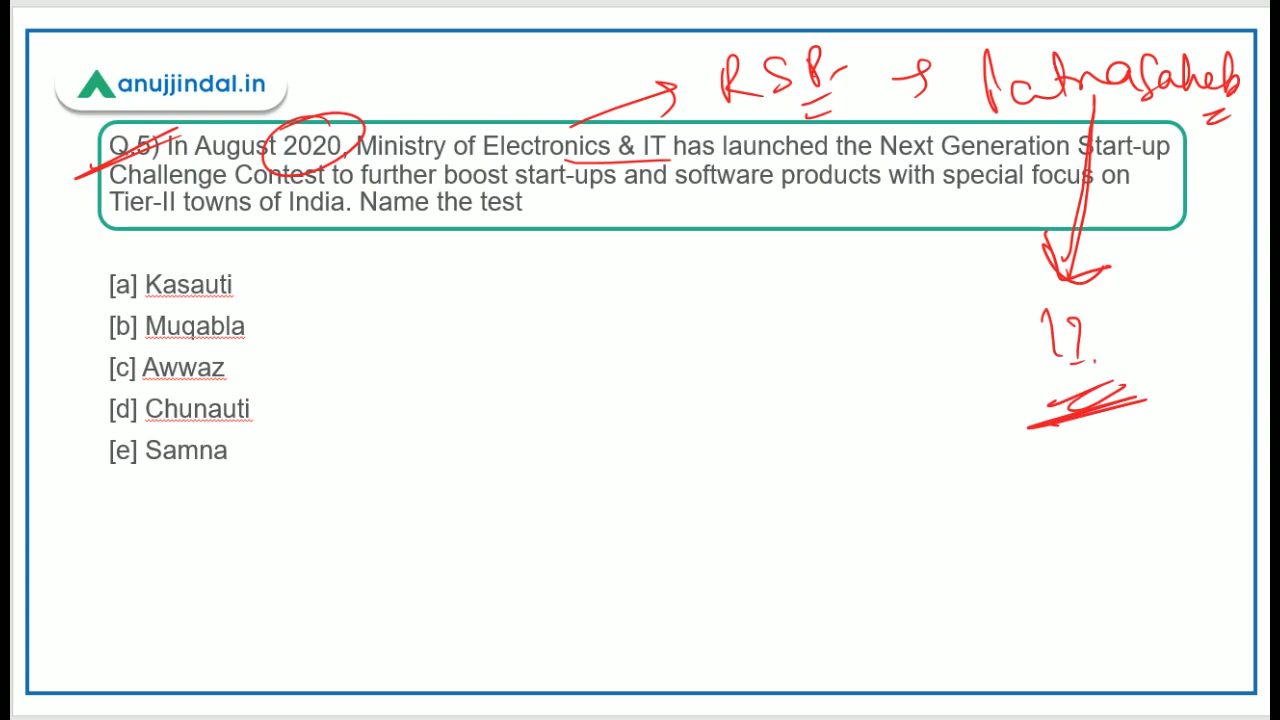 anujjindal.in
RSP. → Patnasaheb
Q.5) In August 2020, Ministry of Electronics & IT has launched the Next Generation Start-up
Challenge Contest to further boost start-ups and software products with special focus on
Tier-II towns of India. Name the test
[a] Kasauti
[b] Muqabla
[c] Awwaz
[d] Chunauti
[e] Samna